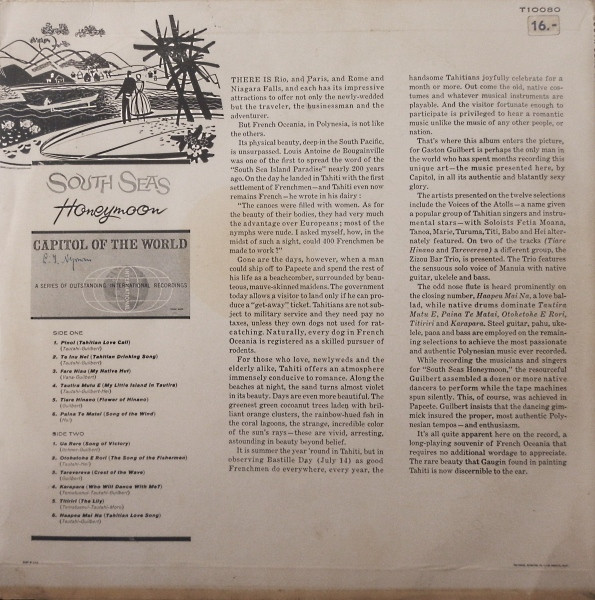 T10080
16.-
SOUTH SEAS
Honeymoon
CAPITOL OF THE WORLD
A SERIES OF OUTSTANDING INTERNATIONAL RECORDINGS
SIDE ONE
1. Pinoi (Tahitian Love Call)
(Tautahi-Guilbert)
2. Ta Inu Nei (Tahitian Drinking Song)
(Tautahi-Guilbert)
3. Fare Niau (My Native Hut)
4. Tautira Mutu E (My Little Island in Tautira)
5. Tiare Hinano (Flower of Hinano)
(Guilbert)
6. Paina Te Matai (Song of the Wind)
SIDE TWO
1. Ua Rere (Song of Victory)
2. Otohotohe E Rori (The Song of the Fishermen)
3. Tarevareva (Crest of the Wave)
(Guilbert)
4. Karapara (Who Will Dance With Me?)
5. Titiriri (The Lily)
6. Haapea Mai Na (Tahitian Love Song)
(Tautahi-Guilbert)
THERE IS Rio, and Paris, and Rome and
Niagara Falls, and each has its impressive
attractions to offer not only the newly-wedded
but the traveler, the businessman and the
adventurer.
But French Oceania, in Polynesia, is not like
the others.
Its physical beauty, deep in the South Pacific,
is unsurpassed. Louis Antoine de Bougainville
was one of the first to spread the word of the
"South Sea Island Paradise" nearly 200 years
ago. On the day he landed in Tahiti with the first
settlement of Frenchmen—and Tahiti even now
remains French—he wrote in his dairy:
"The canoes were filled with women. As for
the beauty of their bodies, they had very much
the advantage over Europeans; most of the
nymphs were nude. I asked myself, how, in the
midst of such a sight, could 400 Frenchmen be
made to work?"
Gone are the days, however, when a man
could ship off to Papeete and spend the rest of
his life as a beachcomber, surrounded by beau-
teous, mauve-skinned maidens. The government
today allows a visitor to land only if he can pro-
duce a "get-away" ticket. Tahitians are not sub-
ject to military service and they need pay no
taxes, unless they own dogs not used for rat-
catching. Naturally, every dog in French
Oceania is registered as a skilled pursuer of
rodents.
For those who love, newlyweds and the
elderly alike, Tahiti offers an atmosphere
immensely conducive to romance. Along the
beaches at night, the sand turns almost violet
in its beauty. Days are even more beautiful. The
greenest green cocoanut trees laden with bril-
liant orange clusters, the rainbow-hued fish in
the coral lagoons, the strange, incredible color
of the sun's rays—those are vivid, arresting,
astounding in beauty beyond belief.
It is summer the year 'round in Tahiti, but in
observing Bastille Day (July 14) as good
Frenchmen do everywhere, every year, the
handsome Tahitians joyfully celebrate for a
month or more. Out come the old, native cos-
tumes and whatever musical instruments are
playable. And the visitor fortunate enough to
participate is privileged to hear a romantic
music unlike the music of any other people, or
nation.
That's where this album enters the picture,
for Gaston Guilbert is perhaps the only man in
the world who has spent months recording this
unique art—the music presented here, by
Capitol, in all its authentic and blatantly sexy
glory.
The artists presented on the twelve selections
include the Voices of the Atolls—a name given
a popular group of Tahitian singers and instru-
mental stars—with Soloists Fetia Moana,
Tanoa, Marie, Turuma, Titi, Babo and Hei alter-
nately featured. On two of the tracks (Tiare
Hinano and Tarevareva) a different group, the
Zizou Bar Trio, is presented. The Trio features
the sensuous solo voice of Manuia with native
guitar, ukelele and bass.
The odd nose flute is heard prominently on
the closing number, Haapea Mai Na, a love bal-
lad, while native drums dominate Tautira
Mutu E, Paina Te Matai, Otohotohe E Rori,
Titiriri and Karapara. Steel guitar, pahu, uke-
lele, papa and bass are employed on the remain-
ing selections to achieve the most passionate
and authentic Polynesian music ever recorded.
While recording the musicians and singers
for "South Seas Honeymoon," the resourceful
Guilbert assembled a dozen or more native
dancers to perform while the tape machines
spun silently. This, of course, was achieved in
Papeete. Guilbert insists that the dancing gim-
mick insured the proper, most authentic Poly-
nesian tempos—and enthusiasm.
It's all quite apparent here on the record, a
long-playing souvenir of French Oceania that
requires no additional wordage to appreciate.
The rare beauty that Gaugin found in painting
Tahiti is now discernible to the ear.